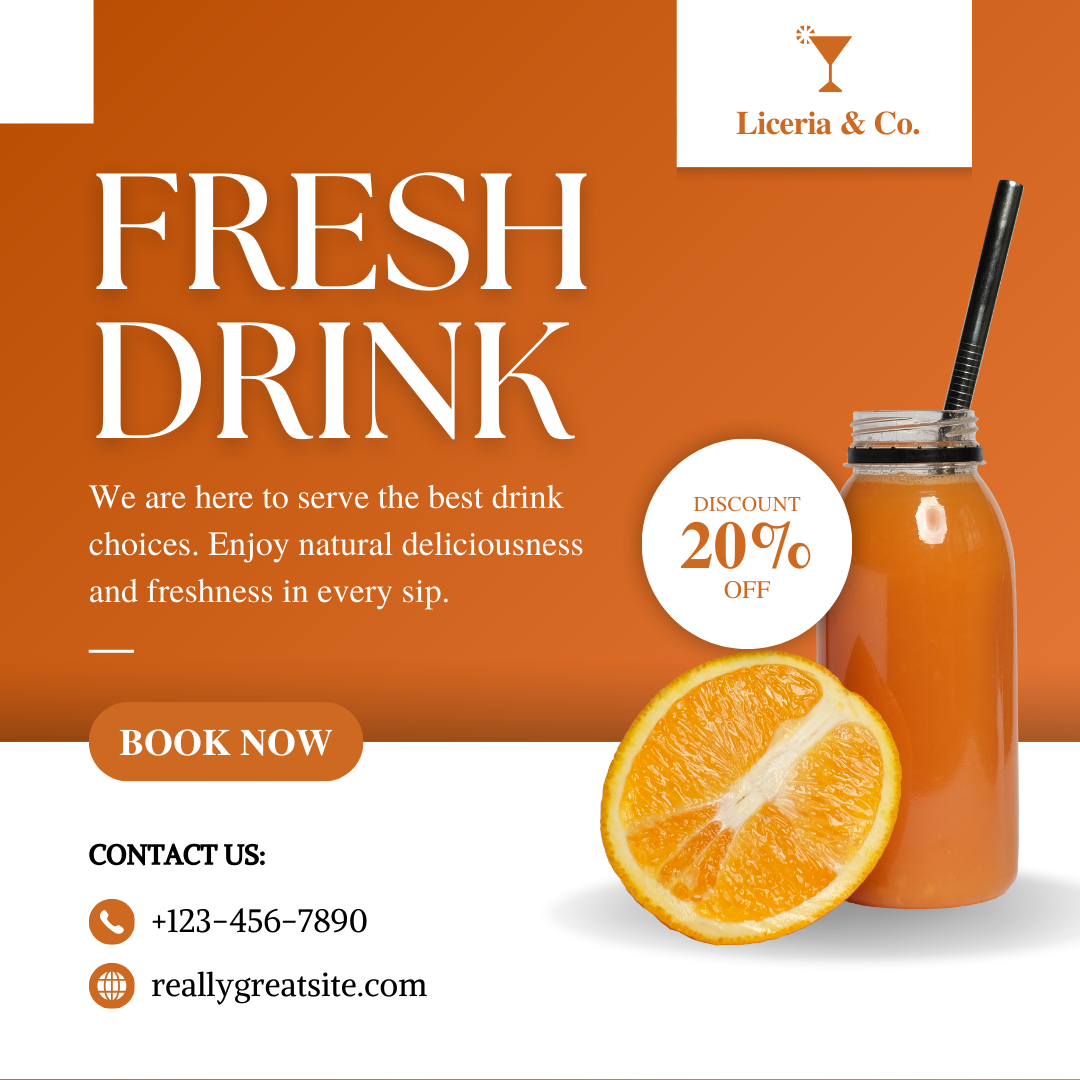 Liceria & Co.
FRESH
DRINK
We are here to serve the best drink
choices. Enjoy natural deliciousness
and freshness in every sip.
DISCOUNT
20%
OFF
BOOK NOW
CONTACT US:
+123-456-7890
reallygreatsite.com